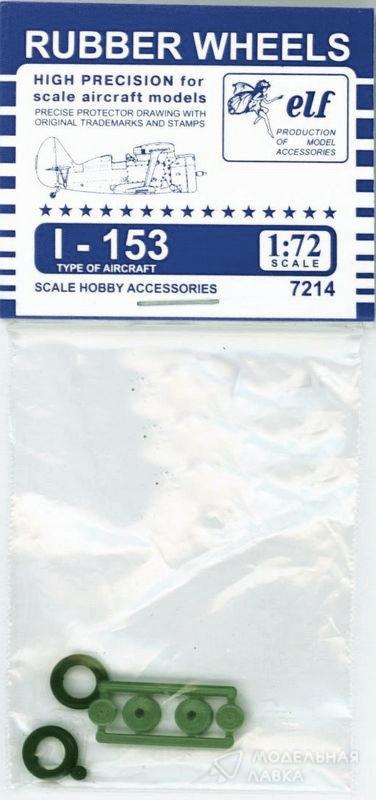 RUBBER WHEELS
HIGH PRECISION for
scale aircraft models
PRECISE PROTECTOR DRAWING WITH
ORIGINAL TRADEMARKS AND STAMPS
elf
PRODUCTION
OF MODEL
ACCESSORIES
I - 153
TYPE OF AIRCRAFT
1:72
SCALE
SCALE HOBBY ACCESSORIES
7214
МОДЕЛЬНАЯ
ЛАВКА